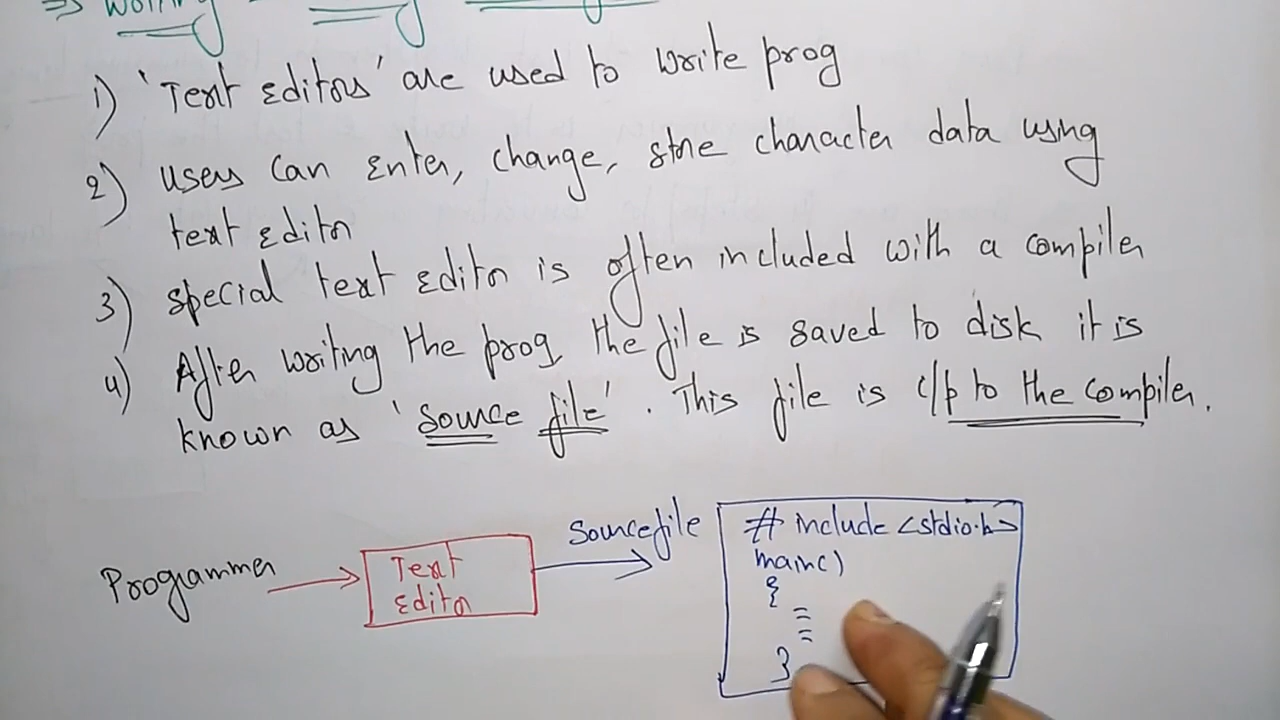 ⇒ Writing
1) 'Text Editors' are used to write prog
2) users can Enter, change, store character data using
text Editor
3) special text Editor is often included with a compiler
4) After writing the prog the file is saved to disk it is
known as 'source file'. This file is i/p to the compiler.
Programmer
Text
Editor
Sourcefile
# include <stdio.h>
main()
{
=
=
}